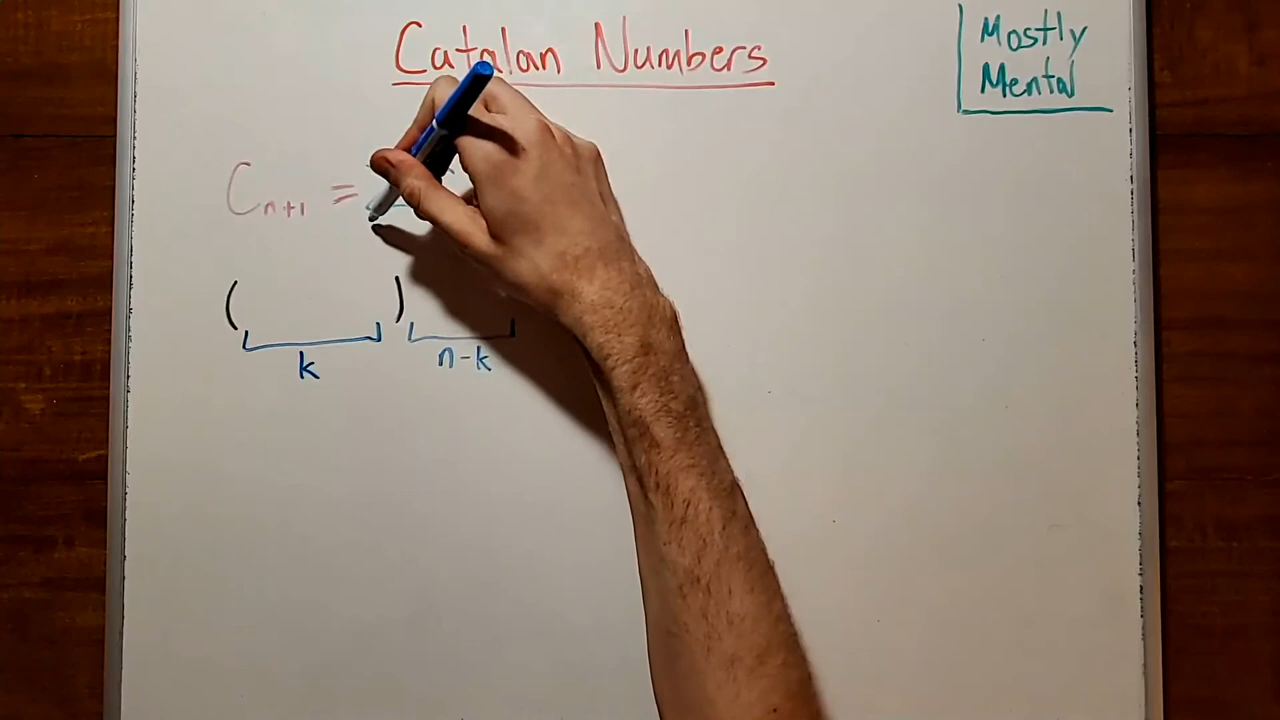 Catalan Numbers
Mostly
Mental
Cₙ₊₁ =
( )
k n-k